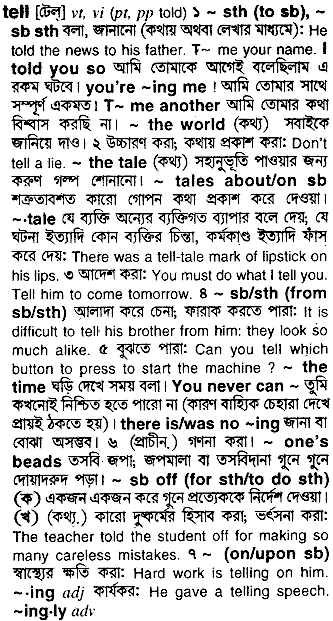 tell [টেল্] vt, vi (pt, pp told) ১ ~ sth (to sb), ~
sb sth বলা, জানানো (কথায় অথবা লেখার মাধ্যমে): He
told the news to his father. T~ me your name. I
told you so আমি তোমাকে আগেই বলেছিলাম এ
রকম ঘটবে। you're ~ing me ! আমি তোমার সাথে
সম্পূর্ণ একমত! T~ me another আমি তোমার কথা
বিশ্বাস করছি না। ~ the world (কথ্য) সবাইকে
জানিয়ে দাও। ২ উচ্চারণ করা; কথায় প্রকাশ করা: Don't
tell a lie. ~ the tale (কথ্য) সহানুভূতি পাওয়ার জন্য
করুণ গল্প শোনানো। ~ tales about/on sb
শত্রুতাবশত কারো গোপন কথা প্রকাশ করে দেওয়া।
~·tale যে ব্যক্তি অন্যের ব্যক্তিগত ব্যাপার বলে দেয়; যে
ঘটনা ইত্যাদি কোন ব্যক্তির চিন্তা, কর্মকাণ্ড ইত্যাদি ফাঁস
করে দেয়: There was a tell-tale mark of lipstick on
his lips. ৩ আদেশ করা: You must do what I tell you.
Tell him to come tomorrow. ৪ ~ sb/sth (from
sb/sth) আলাদা করে চেনা; ফারাক করতে পারা: It is
difficult to tell his brother from him: they look so
much alike. ৫ বুঝতে পারা: Can you tell which
button to press to start the machine ? ~ the
time ঘড়ি দেখে সময় বলা। You never can ~ তুমি
কখনোই নিশ্চিত হতে পারো না (কারণ বাহ্যিক চেহারা দেখে
প্রায়ই ঠকতে হয়)। there is/was no ~ing জানা বা
বোঝা অসম্ভব। ৬ (প্রাচীন.) গণনা করা। ~ one's
beads তসবি জপা; জপমালা বা তসবিদানা গুনে গুনে
দোয়াদরুদ পড়া। ~ sb off (for sth/to do sth)
(ক) একজন একজন করে গুনে প্রত্যেককে নির্দেশ দেওয়া।
(খ) (কথ্য.) কারো দুষ্কর্মের হিসাব করা; ভর্ৎসনা করা:
The teacher told the student off for making so
many careless mistakes. ৭ ~ (on/upon sb)
স্বাস্থ্যের ক্ষতি করা: Hard work is telling on him.
~·ing adj কার্যকর: He gave a telling speech.
~ing·ly adv